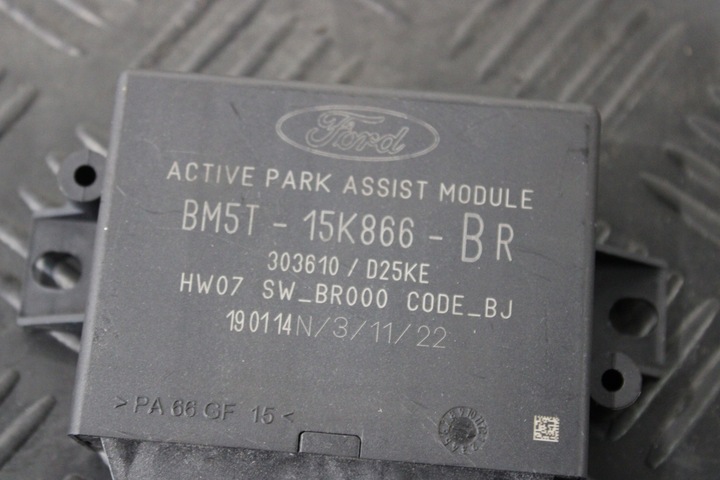 Ford
ACTIVE PARK ASSIST MODULE
BM5T - 15K866 - BR
303610 / D25KE
HW07 SW_BR000 CODE_BJ
190114N/3/11/22
>PA 66 GF 15<